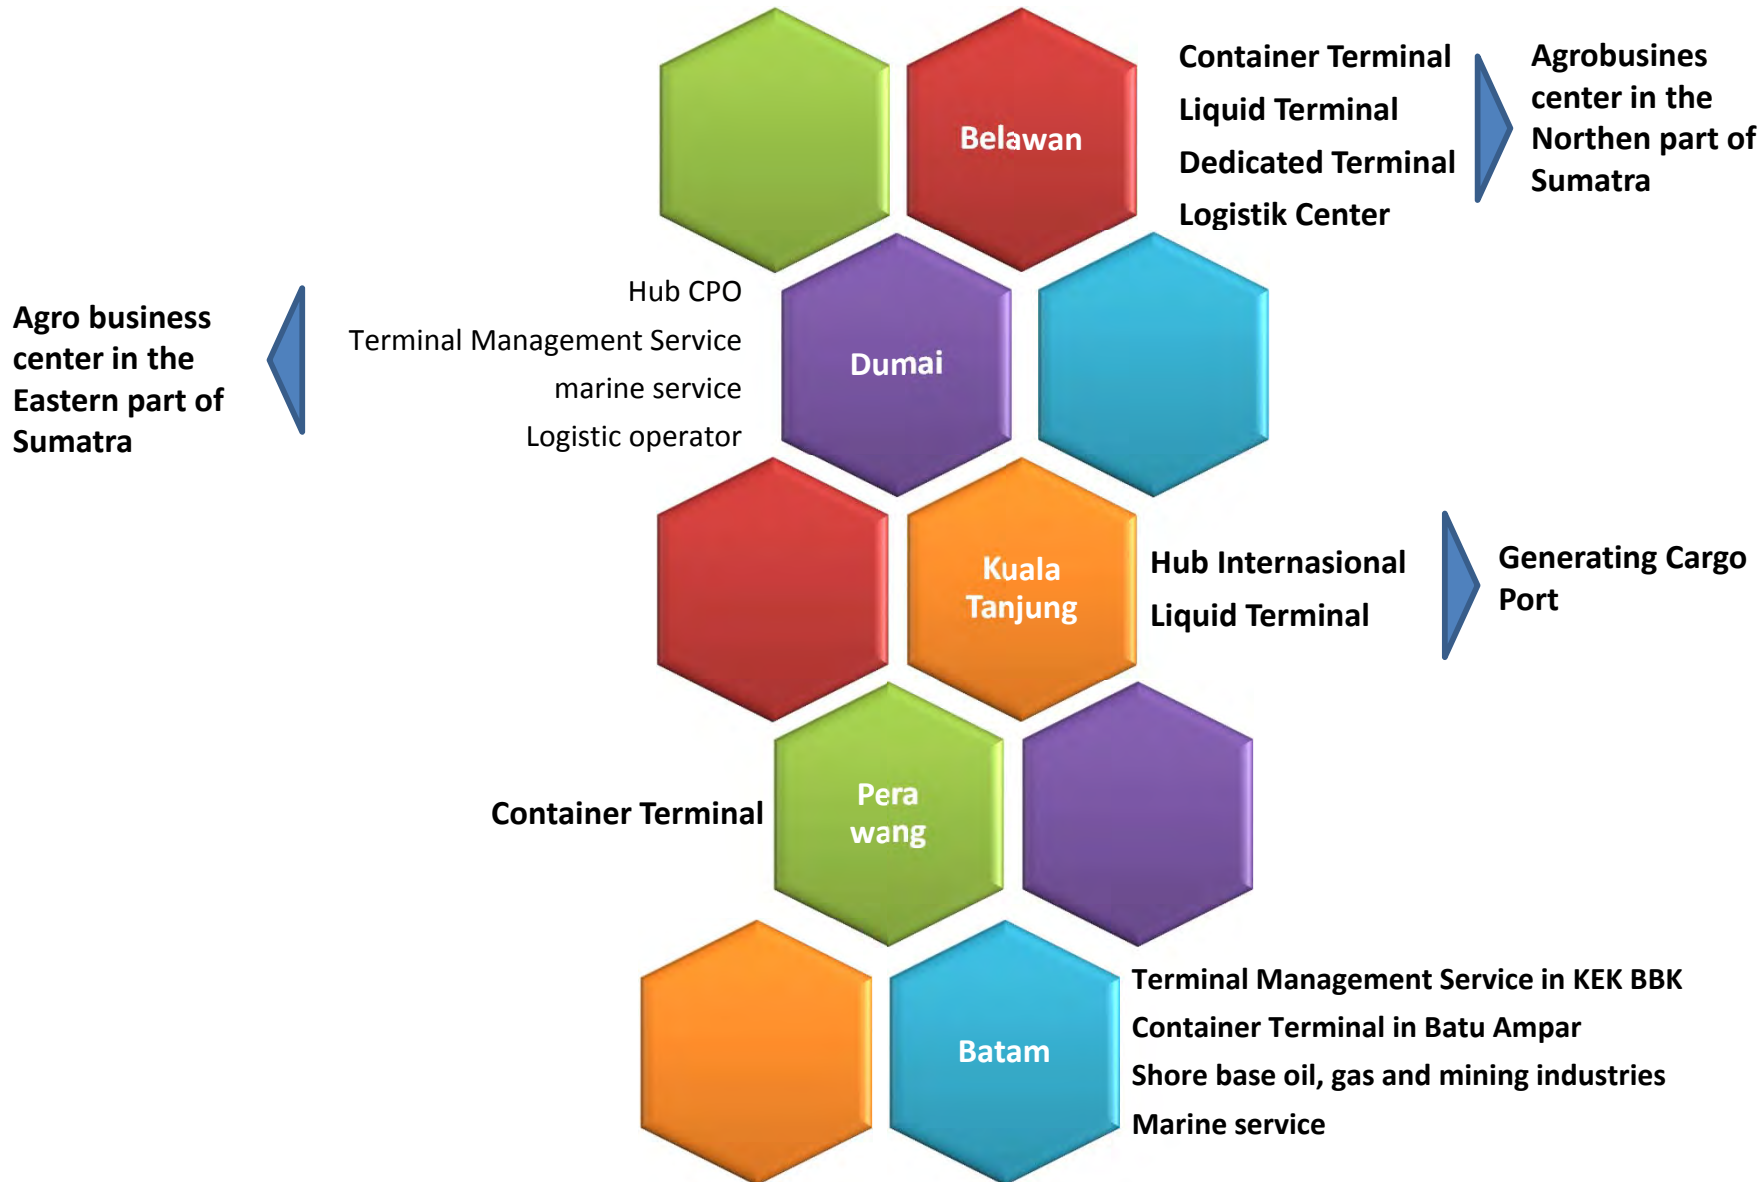 Belawan
Container Terminal
Liquid Terminal
Dedicated Terminal
Logistik Center
Agrobusines
center in the
Northen part of
Sumatra
Agro business
center in the
Eastern part of
Sumatra
Hub CPO
Terminal Management Service
marine service
Logistic operator
Dumai
Kuala
Tanjung
Hub Internasional
Liquid Terminal
Generating Cargo
Port
Container Terminal
Pera
wang
Batam
Terminal Management Service in KEK BBK
Container Terminal in Batu Ampar
Shore base oil, gas and mining industries
Marine service